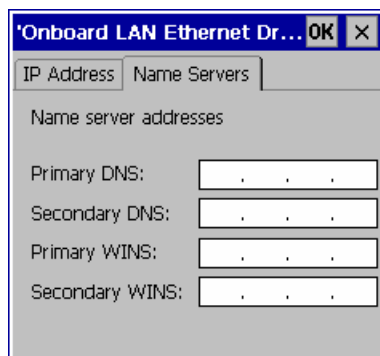 'Onboard LAN Ethernet Dr... OK ×
IP Address Name Servers
Name server addresses
Primary DNS: . . .
Secondary DNS: . . .
Primary WINS: . . .
Secondary WINS: . . .